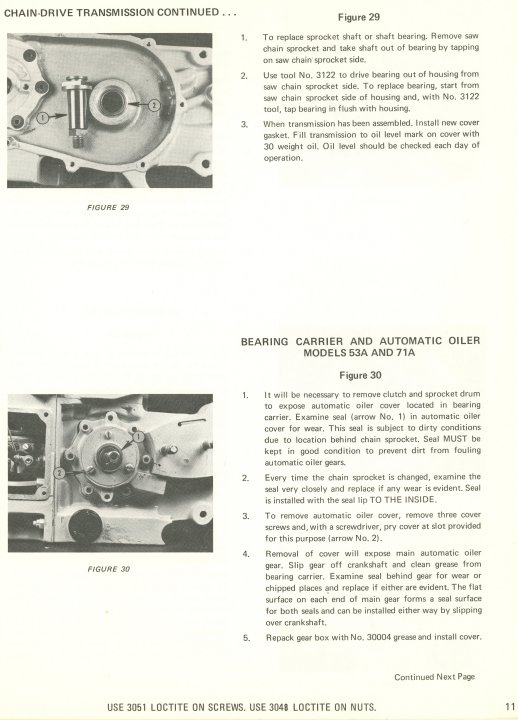 CHAIN-DRIVE TRANSMISSION CONTINUED . . .
1
2
FIGURE 29
Figure 29
1. To replace sprocket shaft or shaft bearing. Remove saw
chain sprocket and take shaft out of bearing by tapping
on saw chain sprocket side.
2. Use tool No. 3122 to drive bearing out of housing from
saw chain sprocket side. To replace bearing, start from
saw chain sprocket side of housing and, with No. 3122
tool, tap bearing in flush with housing.
3. When transmission has been assembled. Install new cover
gasket. Fill transmission to oil level mark on cover with
30 weight oil. Oil level should be checked each day of
operation.
BEARING CARRIER AND AUTOMATIC OILER
MODELS 53A AND 71A
Figure 30
1
2
FIGURE 30
1. It will be necessary to remove clutch and sprocket drum
to expose automatic oiler cover located in bearing
carrier. Examine seal (arrow No. 1) in automatic oiler
cover for wear. This seal is subject to dirty conditions
due to location behind chain sprocket. Seal MUST be
kept in good condition to prevent dirt from fouling
automatic oiler gears.
2. Every time the chain sprocket is changed, examine the
seal very closely and replace if any wear is evident. Seal
is installed with the seal lip TO THE INSIDE.
3. To remove automatic oiler cover, remove three cover
screws and, with a screwdriver, pry cover at slot provided
for this purpose (arrow No. 2).
4. Removal of cover will expose main automatic oiler
gear. Slip gear off crankshaft and clean grease from
bearing carrier. Examine seal behind gear for wear or
chipped places and replace if either are evident. The flat
surface on each end of main gear forms a seal surface
for both seals and can be installed either way by slipping
over crankshaft.
5. Repack gear box with No. 30004 grease and install cover.
Continued Next Page
USE 3051 LOCTITE ON SCREWS. USE 3048 LOCTITE ON NUTS.
11